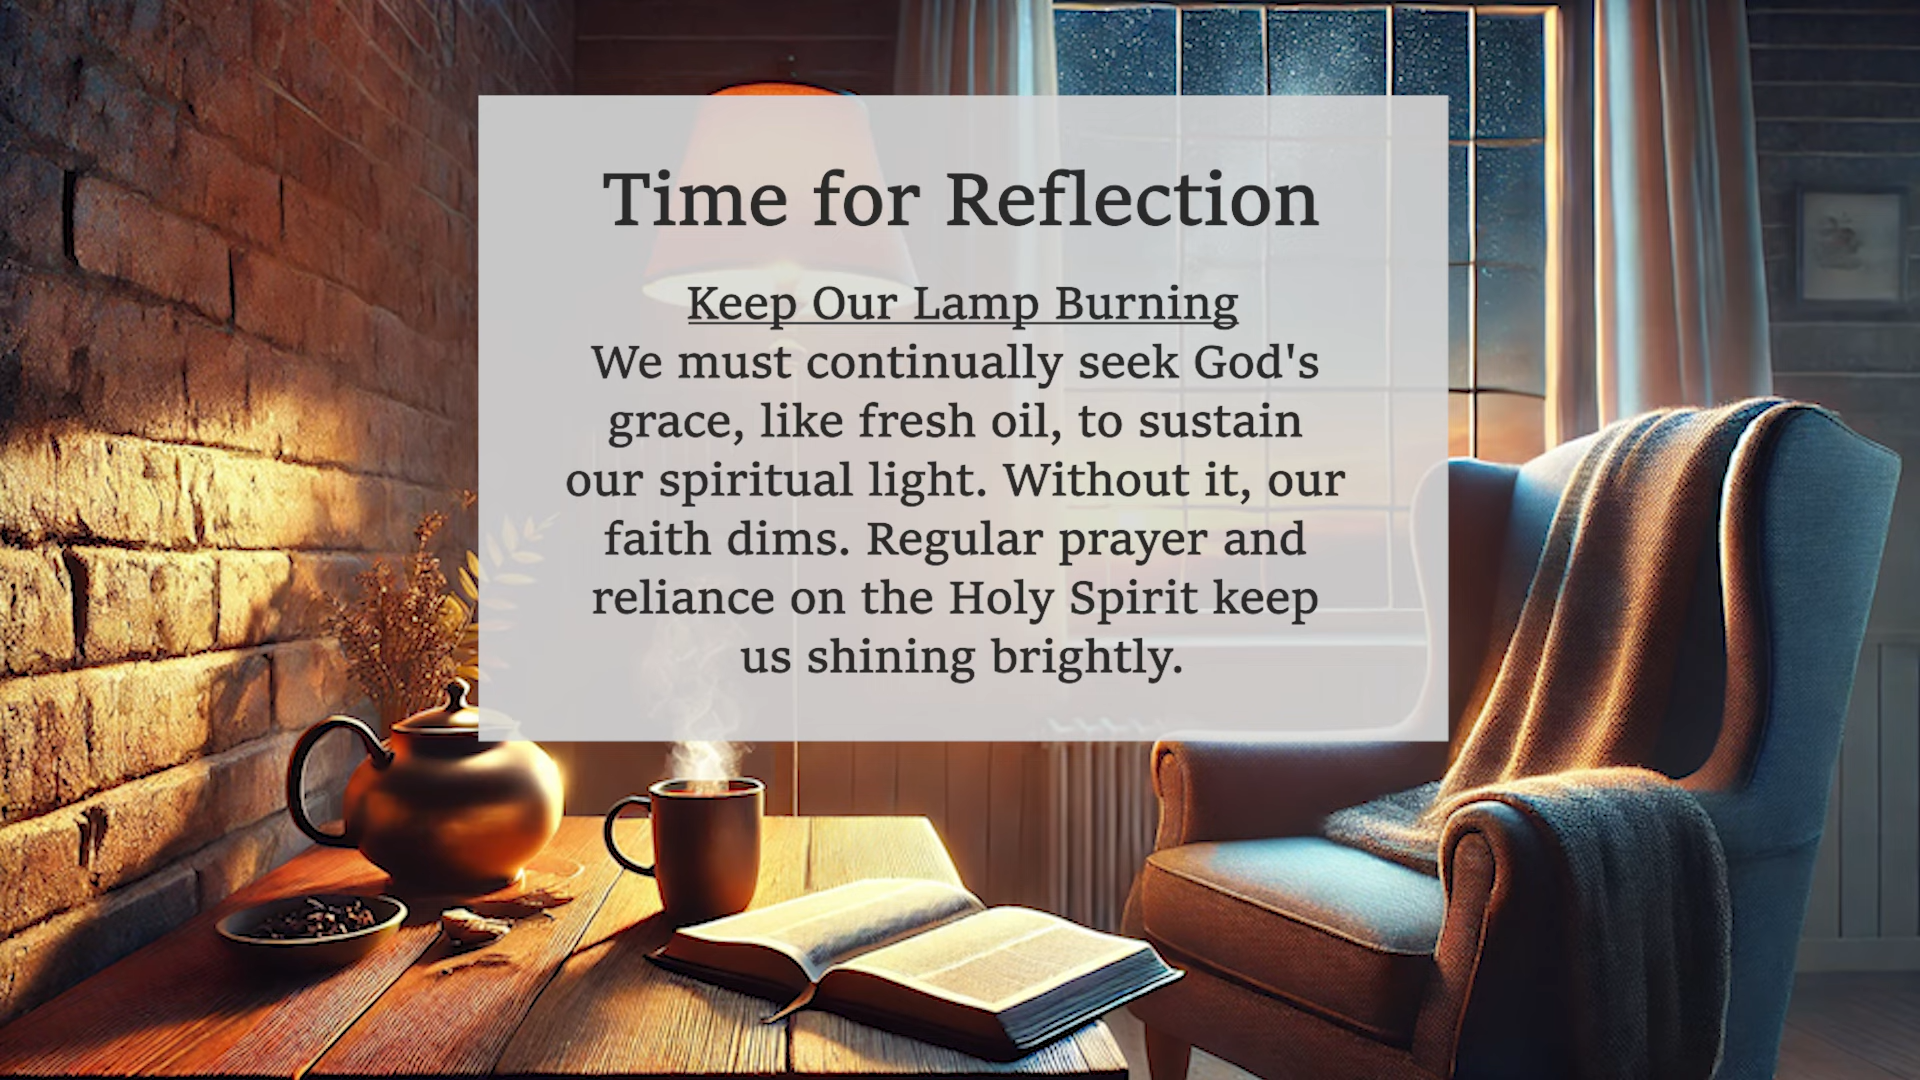 Time for Reflection
Keep Our Lamp Burning
We must continually seek God's
grace, like fresh oil, to sustain
our spiritual light. Without it, our
faith dims. Regular prayer and
reliance on the Holy Spirit keep
us shining brightly.